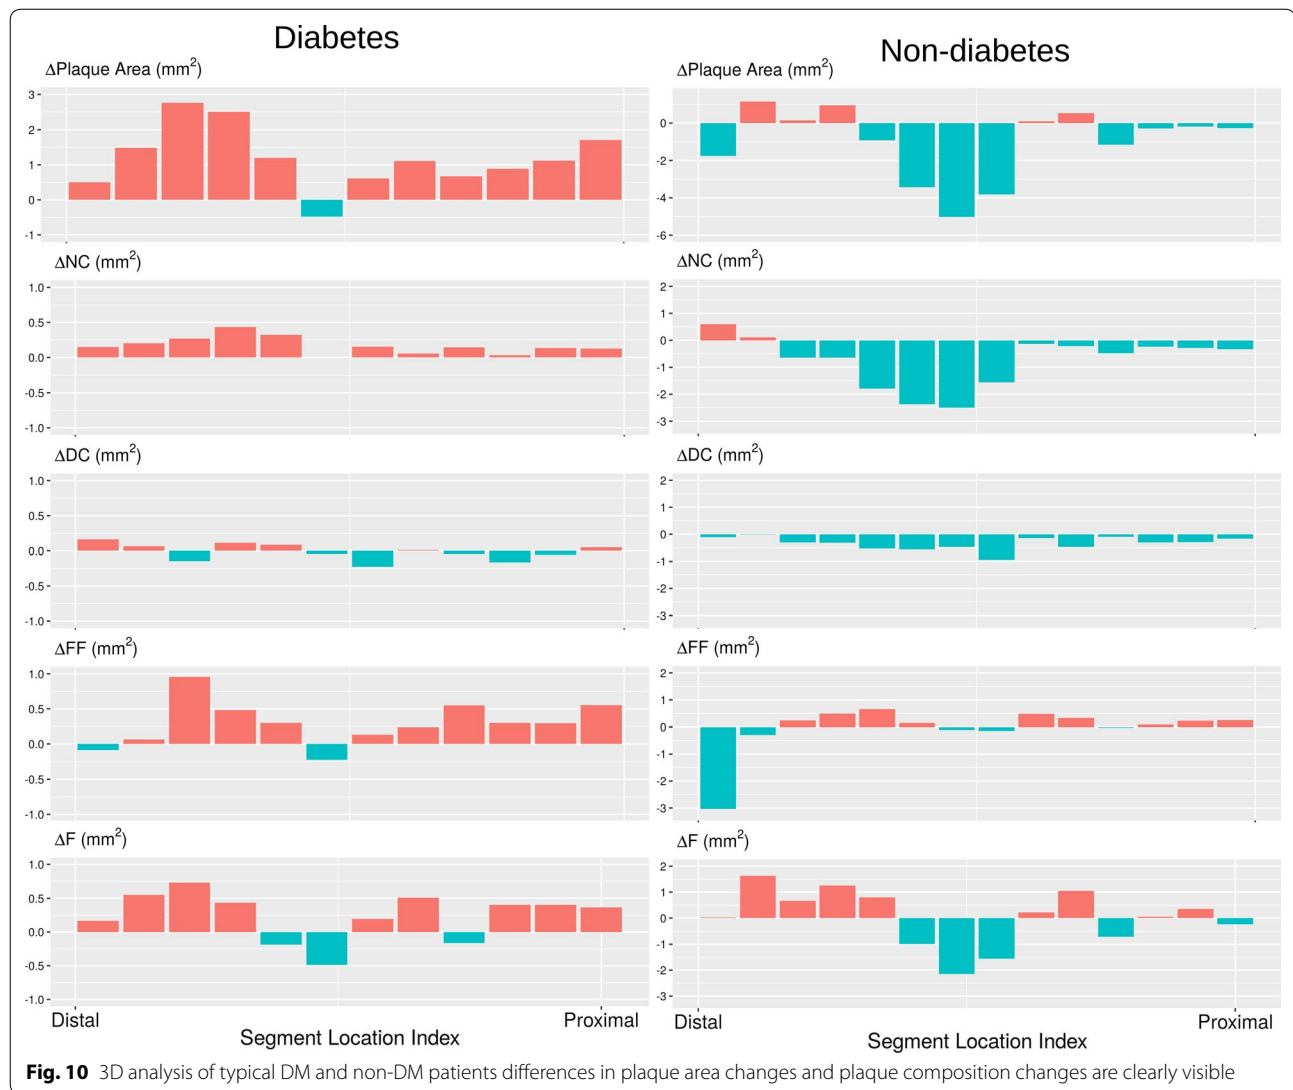 Diabetes
ΔPlaque Area (mm²)
3
2
1
0
-1
ΔNC (mm²)
1.0
0.5
0.0
-0.5
-1.0
ΔDC (mm²)
1.0
0.5
0.0
-0.5
-1.0
ΔFF (mm²)
1.0
0.5
0.0
-0.5
-1.0
ΔF (mm²)
1.0
0.5
0.0
-0.5
-1.0
Distal
Proximal
Segment Location Index
Non-diabetes
ΔPlaque Area (mm²)
0
-2
-4
-6
ΔNC (mm²)
2
1
0
-1
-2
-3
ΔDC (mm²)
2
1
0
-1
-2
-3
ΔFF (mm²)
2
1
0
-1
-2
-3
ΔF (mm²)
2
1
0
-1
-2
-3
Distal
Proximal
Segment Location Index
Fig. 10 3D analysis of typical DM and non-DM patients differences in plaque area changes and plaque composition changes are clearly visible